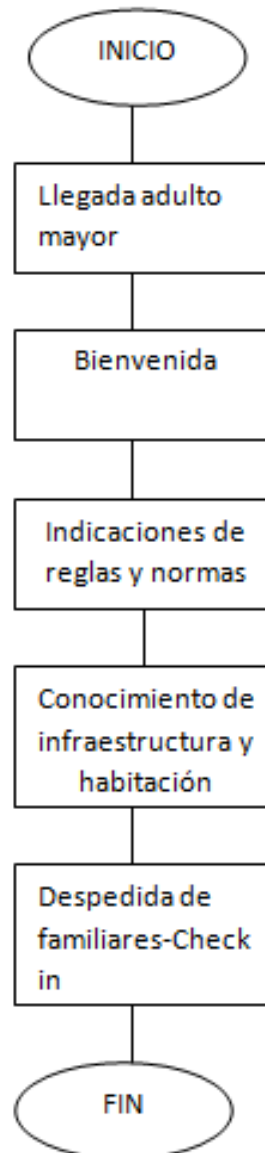 INICIO
Llegada adulto
mayor
Bienvenida
Indicaciones de
reglas y normas
Conocimiento de
infraestructura y
habitación
Despedida de
familiares-Check
in
FIN